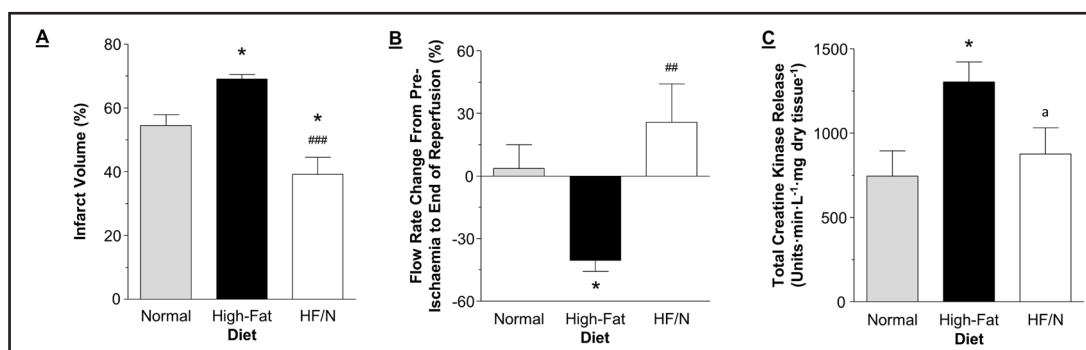 A
Infarct Volume (%)
80
60
40
20
0
*
*
###
Normal
High-Fat
HF/N
Diet
B
Flow Rate Change From Pre-
Ischaemia to End of Reperfusion (%)
60
30
0
-30
-60
##
*
Normal
High-Fat
HF/N
Diet
C
Total Creatine Kinase Release
(Units·min·L⁻¹·mg dry tissue⁻¹)
1500
1000
500
0
*
a
Normal
High-Fat
HF/N
Diet